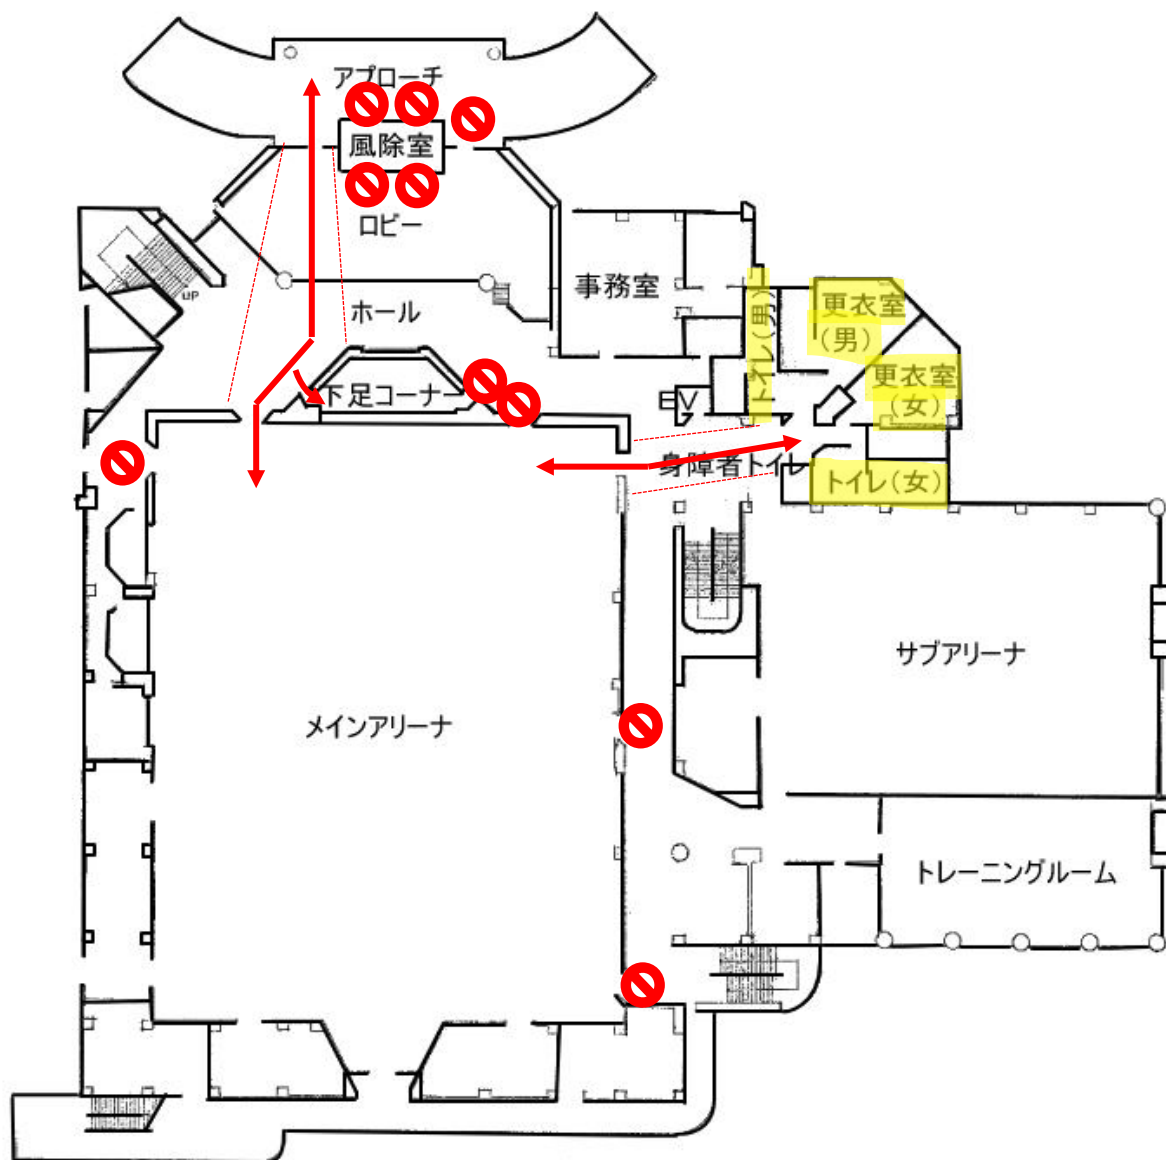 アプローチ
風除室
ロビー
UP
ホール
事務室
トイレ(男)
更衣室
(男)
更衣室
(女)
下足コーナー
EV
身障者トイレ
トイレ(女)
サブアリーナ
メインアリーナ
トレーニングルーム